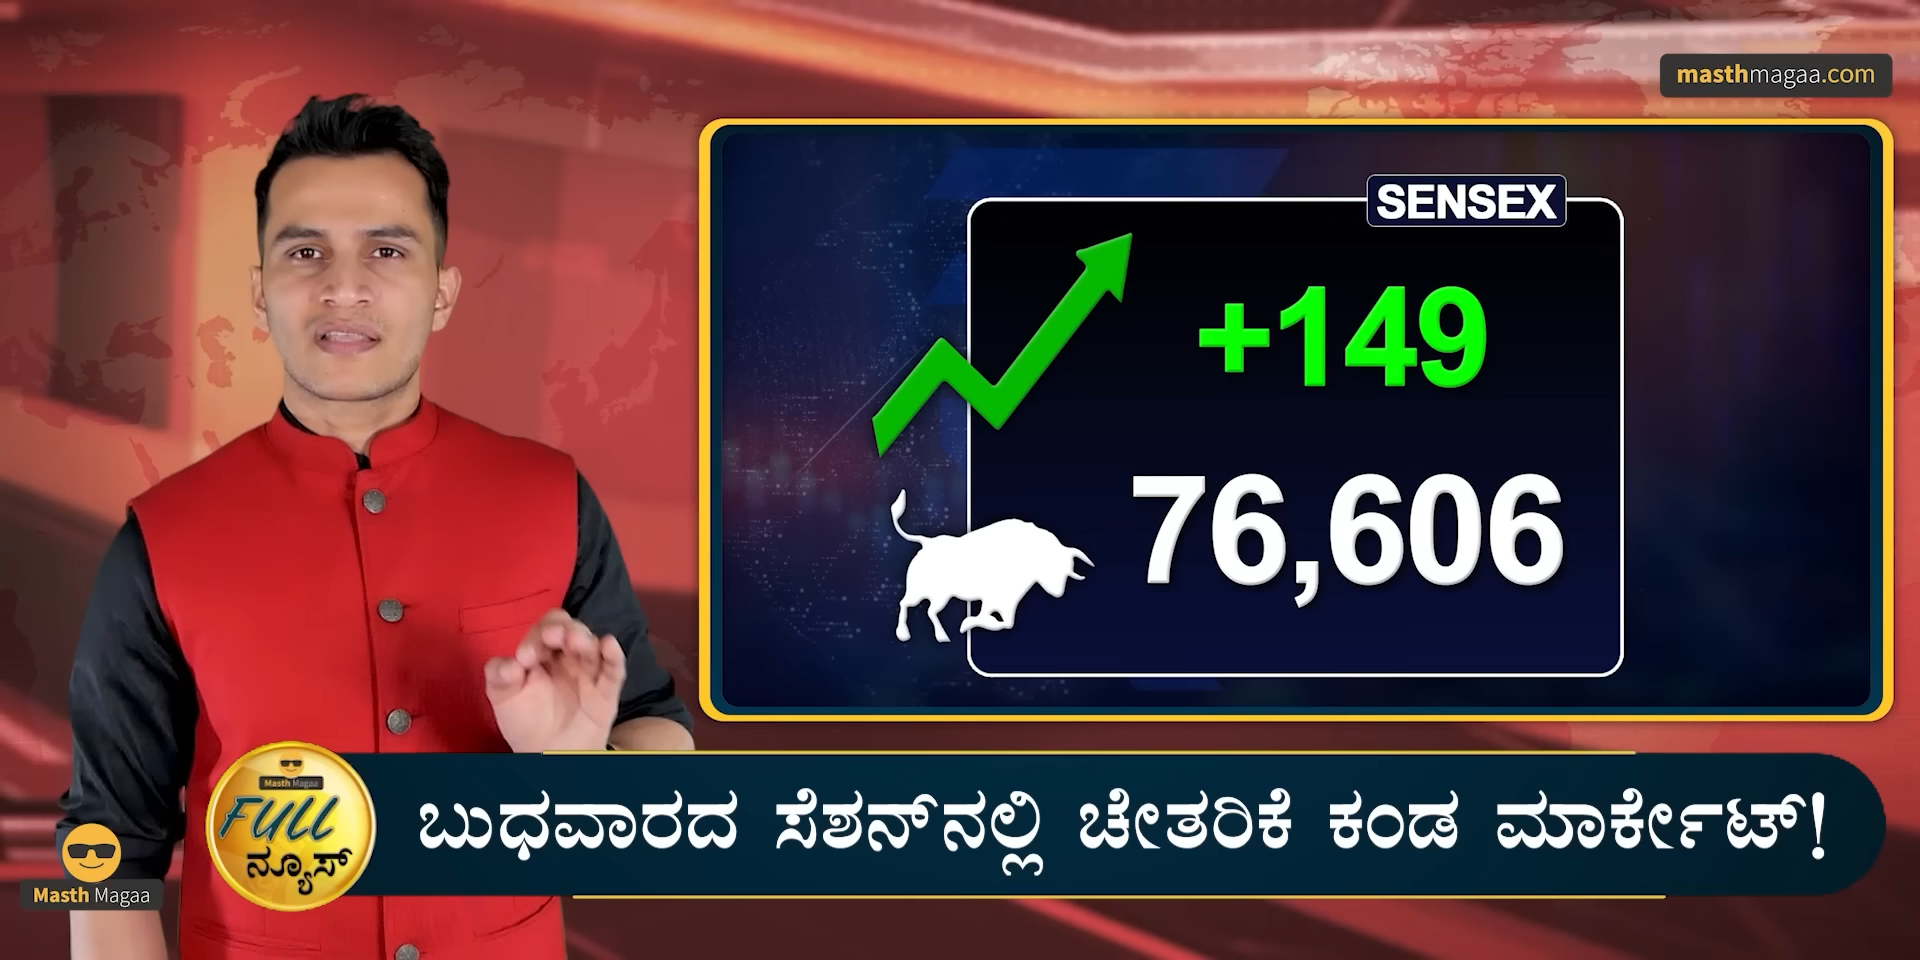 masthmagaa.com
SENSEX
+149
76,606
Masth Magaa
FULL
ನ್ಯೂಸ್
ಬುಧವಾರದ ಸೆಶನ್‌ನಲ್ಲಿ ಚೇತರಿಕೆ ಕಂಡ ಮಾರ್ಕೇಟ್!
Masth Magaa